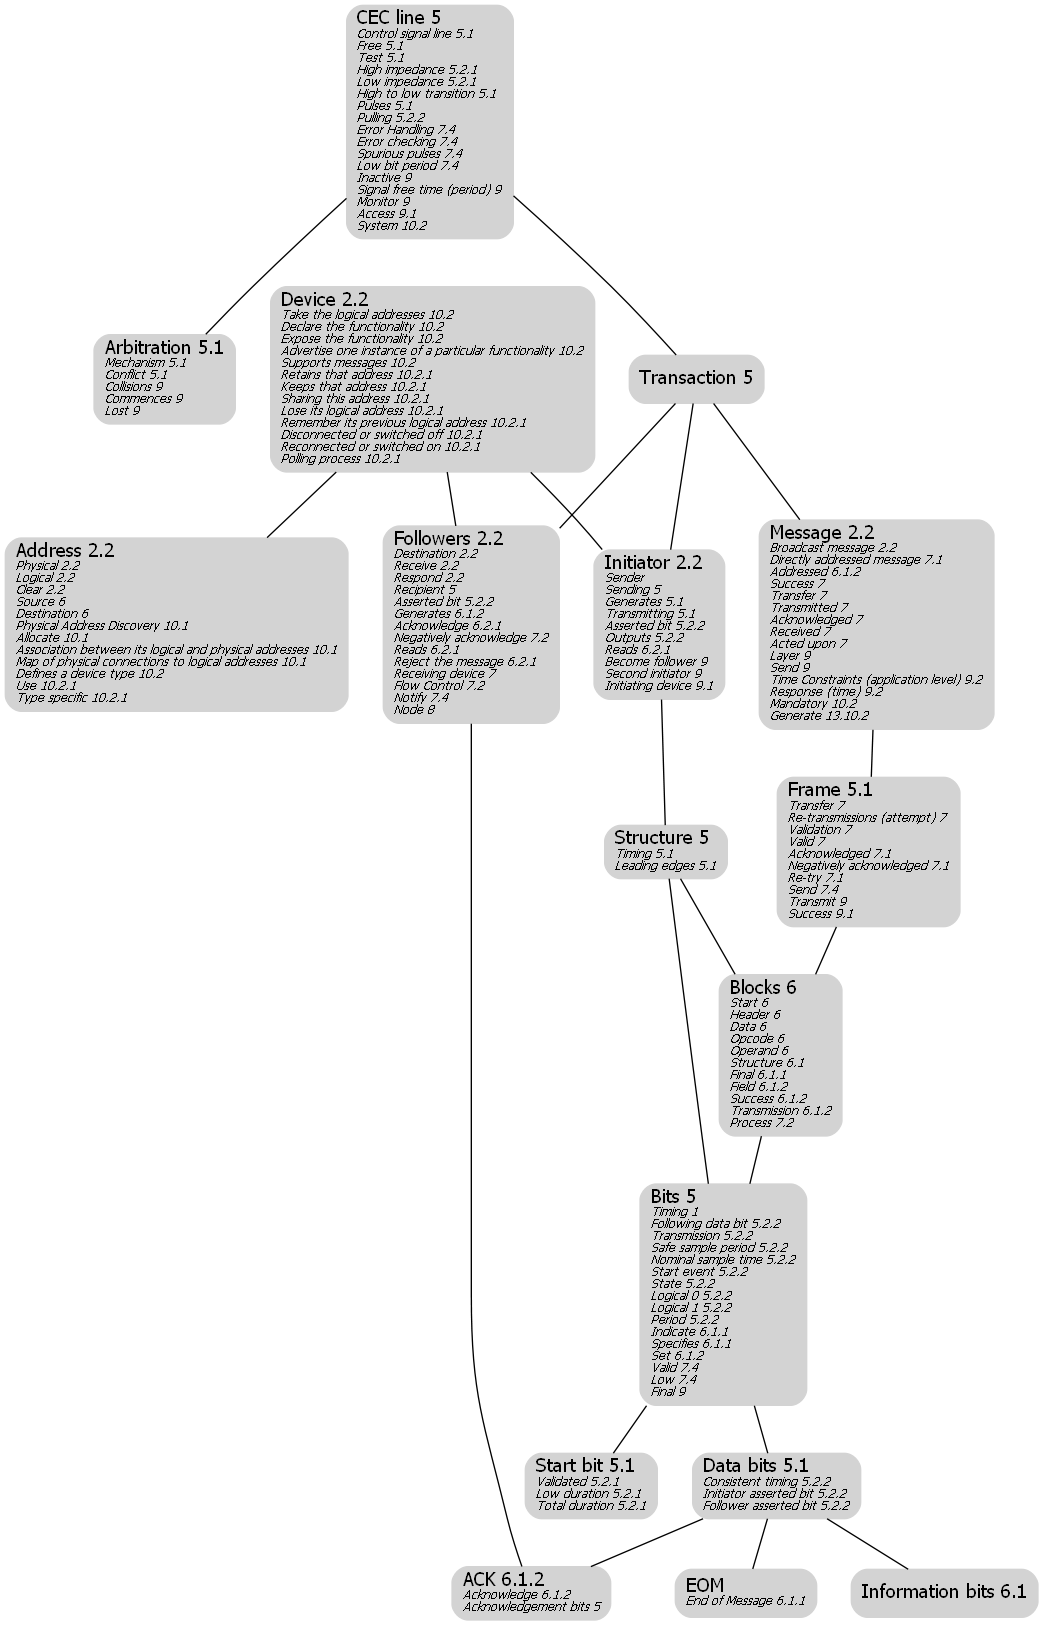 CEC line 5
Control signal line 5.1
Free 5.1
Test 5.1
High impedance 5.2.1
Low impedance 5.2.1
High to low transition 5.1
Pulses 5.1
Pulling 5.2.2
Error Handling 7.4
Error checking 7.4
Spurious pulses 7.4
Low bit period 7.4
Inactive 9
Signal free time (period) 9
Monitor 9
Access 9.1
System 10.2
Device 2.2
Take the logical addresses 10.2
Declare the functionality 10.2
Expose the functionality 10.2
Advertise one instance of a particular functionality 10.2
Supports messages 10.2
Retains that address 10.2.1
Keeps that address 10.2.1
Sharing this address 10.2.1
Lose its logical address 10.2.1
Remember its previous logical address 10.2.1
Disconnected or switched off 10.2.1
Reconnected or switched on 10.2.1
Polling process 10.2.1
Arbitration 5.1
Mechanism 5.1
Conflict 5.1
Collisions 9
Commences 9
Lost 9
Transaction 5
Address 2.2
Physical 2.2
Logical 2.2
Clear 2.2
Source 6
Destination 6
Physical Address Discovery 10.1
Allocate 10.1
Association between its logical and physical addresses 10.1
Map of physical connections to logical addresses 10.1
Defines a device type 10.2
Use 10.2.1
Type specific 10.2.1
Followers 2.2
Destination 2.2
Receive 2.2
Respond 2.2
Recipient 5
Asserted bit 5.2.2
Generates 6.1.2
Acknowledge 6.2.1
Negatively acknowledge 7.2
Reads 6.2.1
Reject the message 6.2.1
Receiving device 7
Flow Control 7.2
Notify 7.4
Node 8
Initiator 2.2
Sender
Sending 5
Generates 5.1
Transmitting 5.1
Asserted bit 5.2.2
Outputs 5.2.2
Reads 6.2.1
Become follower 9
Second initiator 9
Initiating device 9.1
Message 2.2
Broadcast message 2.2
Directly addressed message 7.1
Addressed 6.1.2
Success 7
Transfer 7
Transmitted 7
Acknowledged 7
Received 7
Acted upon 7
Layer 9
Send 9
Time Constraints (application level) 9.2
Response (time) 9.2
Mandatory 10.2
Generate 13.10.2
Frame 5.1
Transfer 7
Re-transmissions (attempt) 7
Validation 7
Valid 7
Acknowledged 7.1
Negatively acknowledged 7.1
Re-try 7.1
Send 7.4
Transmit 9
Success 9.1
Structure 5
Timing 5.1
Leading edges 5.1
Blocks 6
Start 6
Header 6
Data 6
Opcode 6
Operand 6
Structure 6.1
Final 6.1.1
Field 6.1.2
Success 6.1.2
Transmission 6.1.2
Process 7.2
Bits 5
Timing 1
Following data bit 5.2.2
Transmission 5.2.2
Safe sample period 5.2.2
Nominal sample time 5.2.2
Start event 5.2.2
State 5.2.2
Logical 0 5.2.2
Logical 1 5.2.2
Period 5.2.2
Indicate 6.1.1
Specifies 6.1.1
Set 6.1.2
Valid 7.4
Low 7.4
Final 9
Start bit 5.1
Validated 5.2.1
Low duration 5.2.1
Total duration 5.2.1
Data bits 5.1
Consistent timing 5.2.2
Initiator asserted bit 5.2.2
Follower asserted bit 5.2.2
ACK 6.1.2
Acknowledge 6.1.2
Acknowledgement bits 5
EOM
End of Message 6.1.1
Information bits 6.1